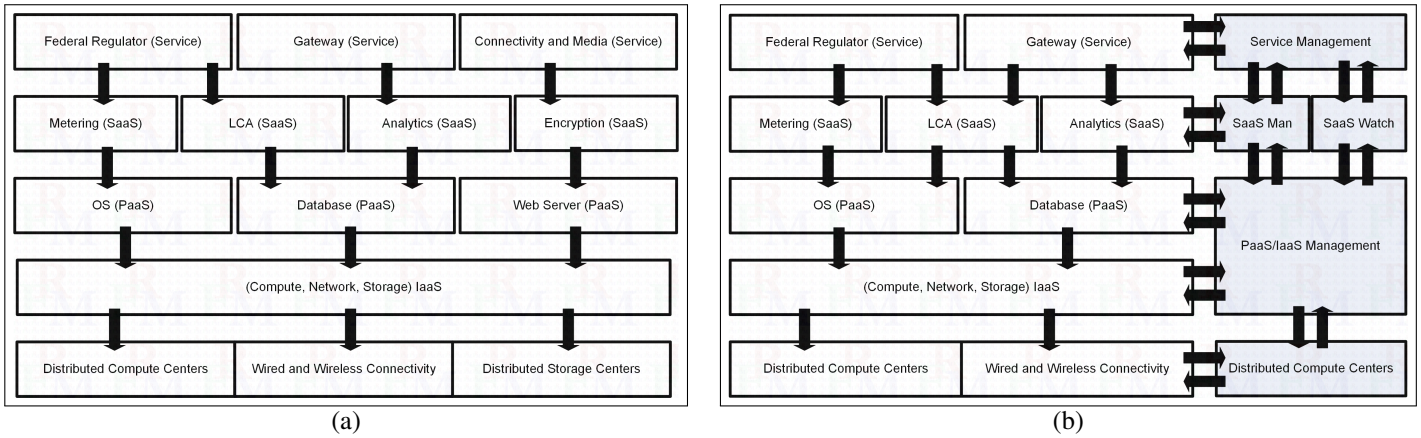 Federal Regulator (Service)
Gateway (Service)
Connectivity and Media (Service)
Metering (SaaS)
LCA (SaaS)
Analytics (SaaS)
Encryption (SaaS)
OS (PaaS)
Database (PaaS)
Web Server (PaaS)
(Compute, Network, Storage) IaaS
Distributed Compute Centers
Wired and Wireless Connectivity
Distributed Storage Centers
(a)
Federal Regulator (Service)
Gateway (Service)
Service Management
Metering (SaaS)
LCA (SaaS)
Analytics (SaaS)
SaaS Man
SaaS Watch
OS (PaaS)
Database (PaaS)
PaaS/IaaS Management
(Compute, Network, Storage) IaaS
Distributed Compute Centers
Wired and Wireless Connectivity
Distributed Compute Centers
(b)